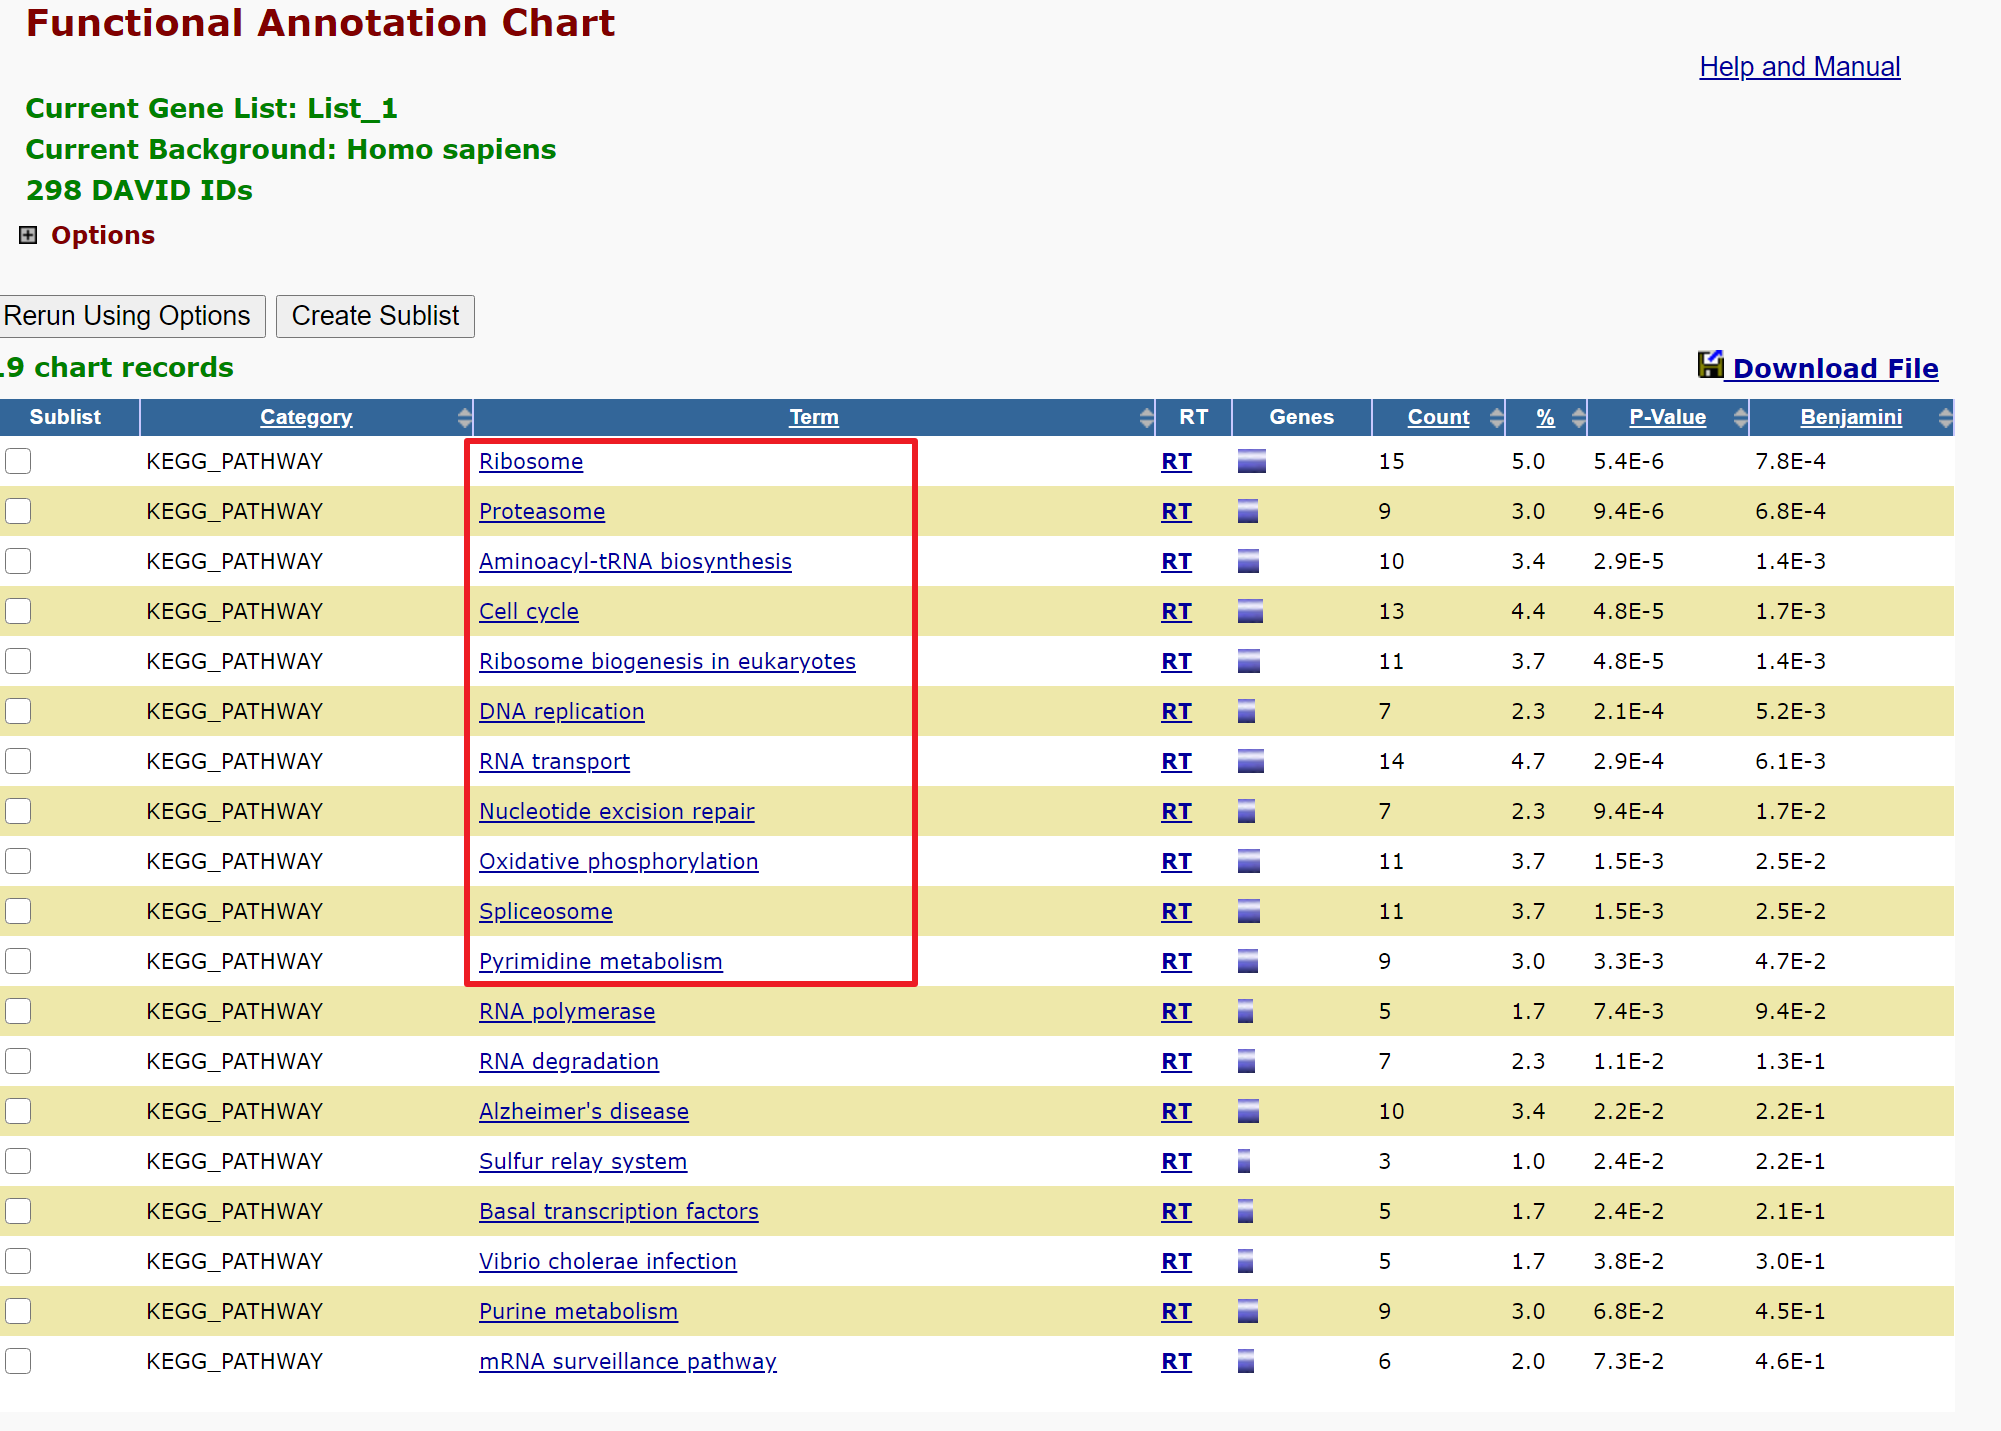 Functional Annotation Chart
Help and Manual
Current Gene List: List_1
Current Background: Homo sapiens
298 DAVID IDs
Options
Rerun Using Options Create Sublist
9 chart records Download File
Sublist Category Term RT Genes Count % P-Value Benjamini
KEGG_PATHWAY Ribosome RT 15 5.0 5.4E-6 7.8E-4
KEGG_PATHWAY Proteasome RT 9 3.0 9.4E-6 6.8E-4
KEGG_PATHWAY Aminoacyl-tRNA biosynthesis RT 10 3.4 2.9E-5 1.4E-3
KEGG_PATHWAY Cell cycle RT 13 4.4 4.8E-5 1.7E-3
KEGG_PATHWAY Ribosome biogenesis in eukaryotes RT 11 3.7 4.8E-5 1.4E-3
KEGG_PATHWAY DNA replication RT 7 2.3 2.1E-4 5.2E-3
KEGG_PATHWAY RNA transport RT 14 4.7 2.9E-4 6.1E-3
KEGG_PATHWAY Nucleotide excision repair RT 7 2.3 9.4E-4 1.7E-2
KEGG_PATHWAY Oxidative phosphorylation RT 11 3.7 1.5E-3 2.5E-2
KEGG_PATHWAY Spliceosome RT 11 3.7 1.5E-3 2.5E-2
KEGG_PATHWAY Pyrimidine metabolism RT 9 3.0 3.3E-3 4.7E-2
KEGG_PATHWAY RNA polymerase RT 5 1.7 7.4E-3 9.4E-2
KEGG_PATHWAY RNA degradation RT 7 2.3 1.1E-2 1.3E-1
KEGG_PATHWAY Alzheimer's disease RT 10 3.4 2.2E-2 2.2E-1
KEGG_PATHWAY Sulfur relay system RT 3 1.0 2.4E-2 2.2E-1
KEGG_PATHWAY Basal transcription factors RT 5 1.7 2.4E-2 2.1E-1
KEGG_PATHWAY Vibrio cholerae infection RT 5 1.7 3.8E-2 3.0E-1
KEGG_PATHWAY Purine metabolism RT 9 3.0 6.8E-2 4.5E-1
KEGG_PATHWAY mRNA surveillance pathway RT 6 2.0 7.3E-2 4.6E-1